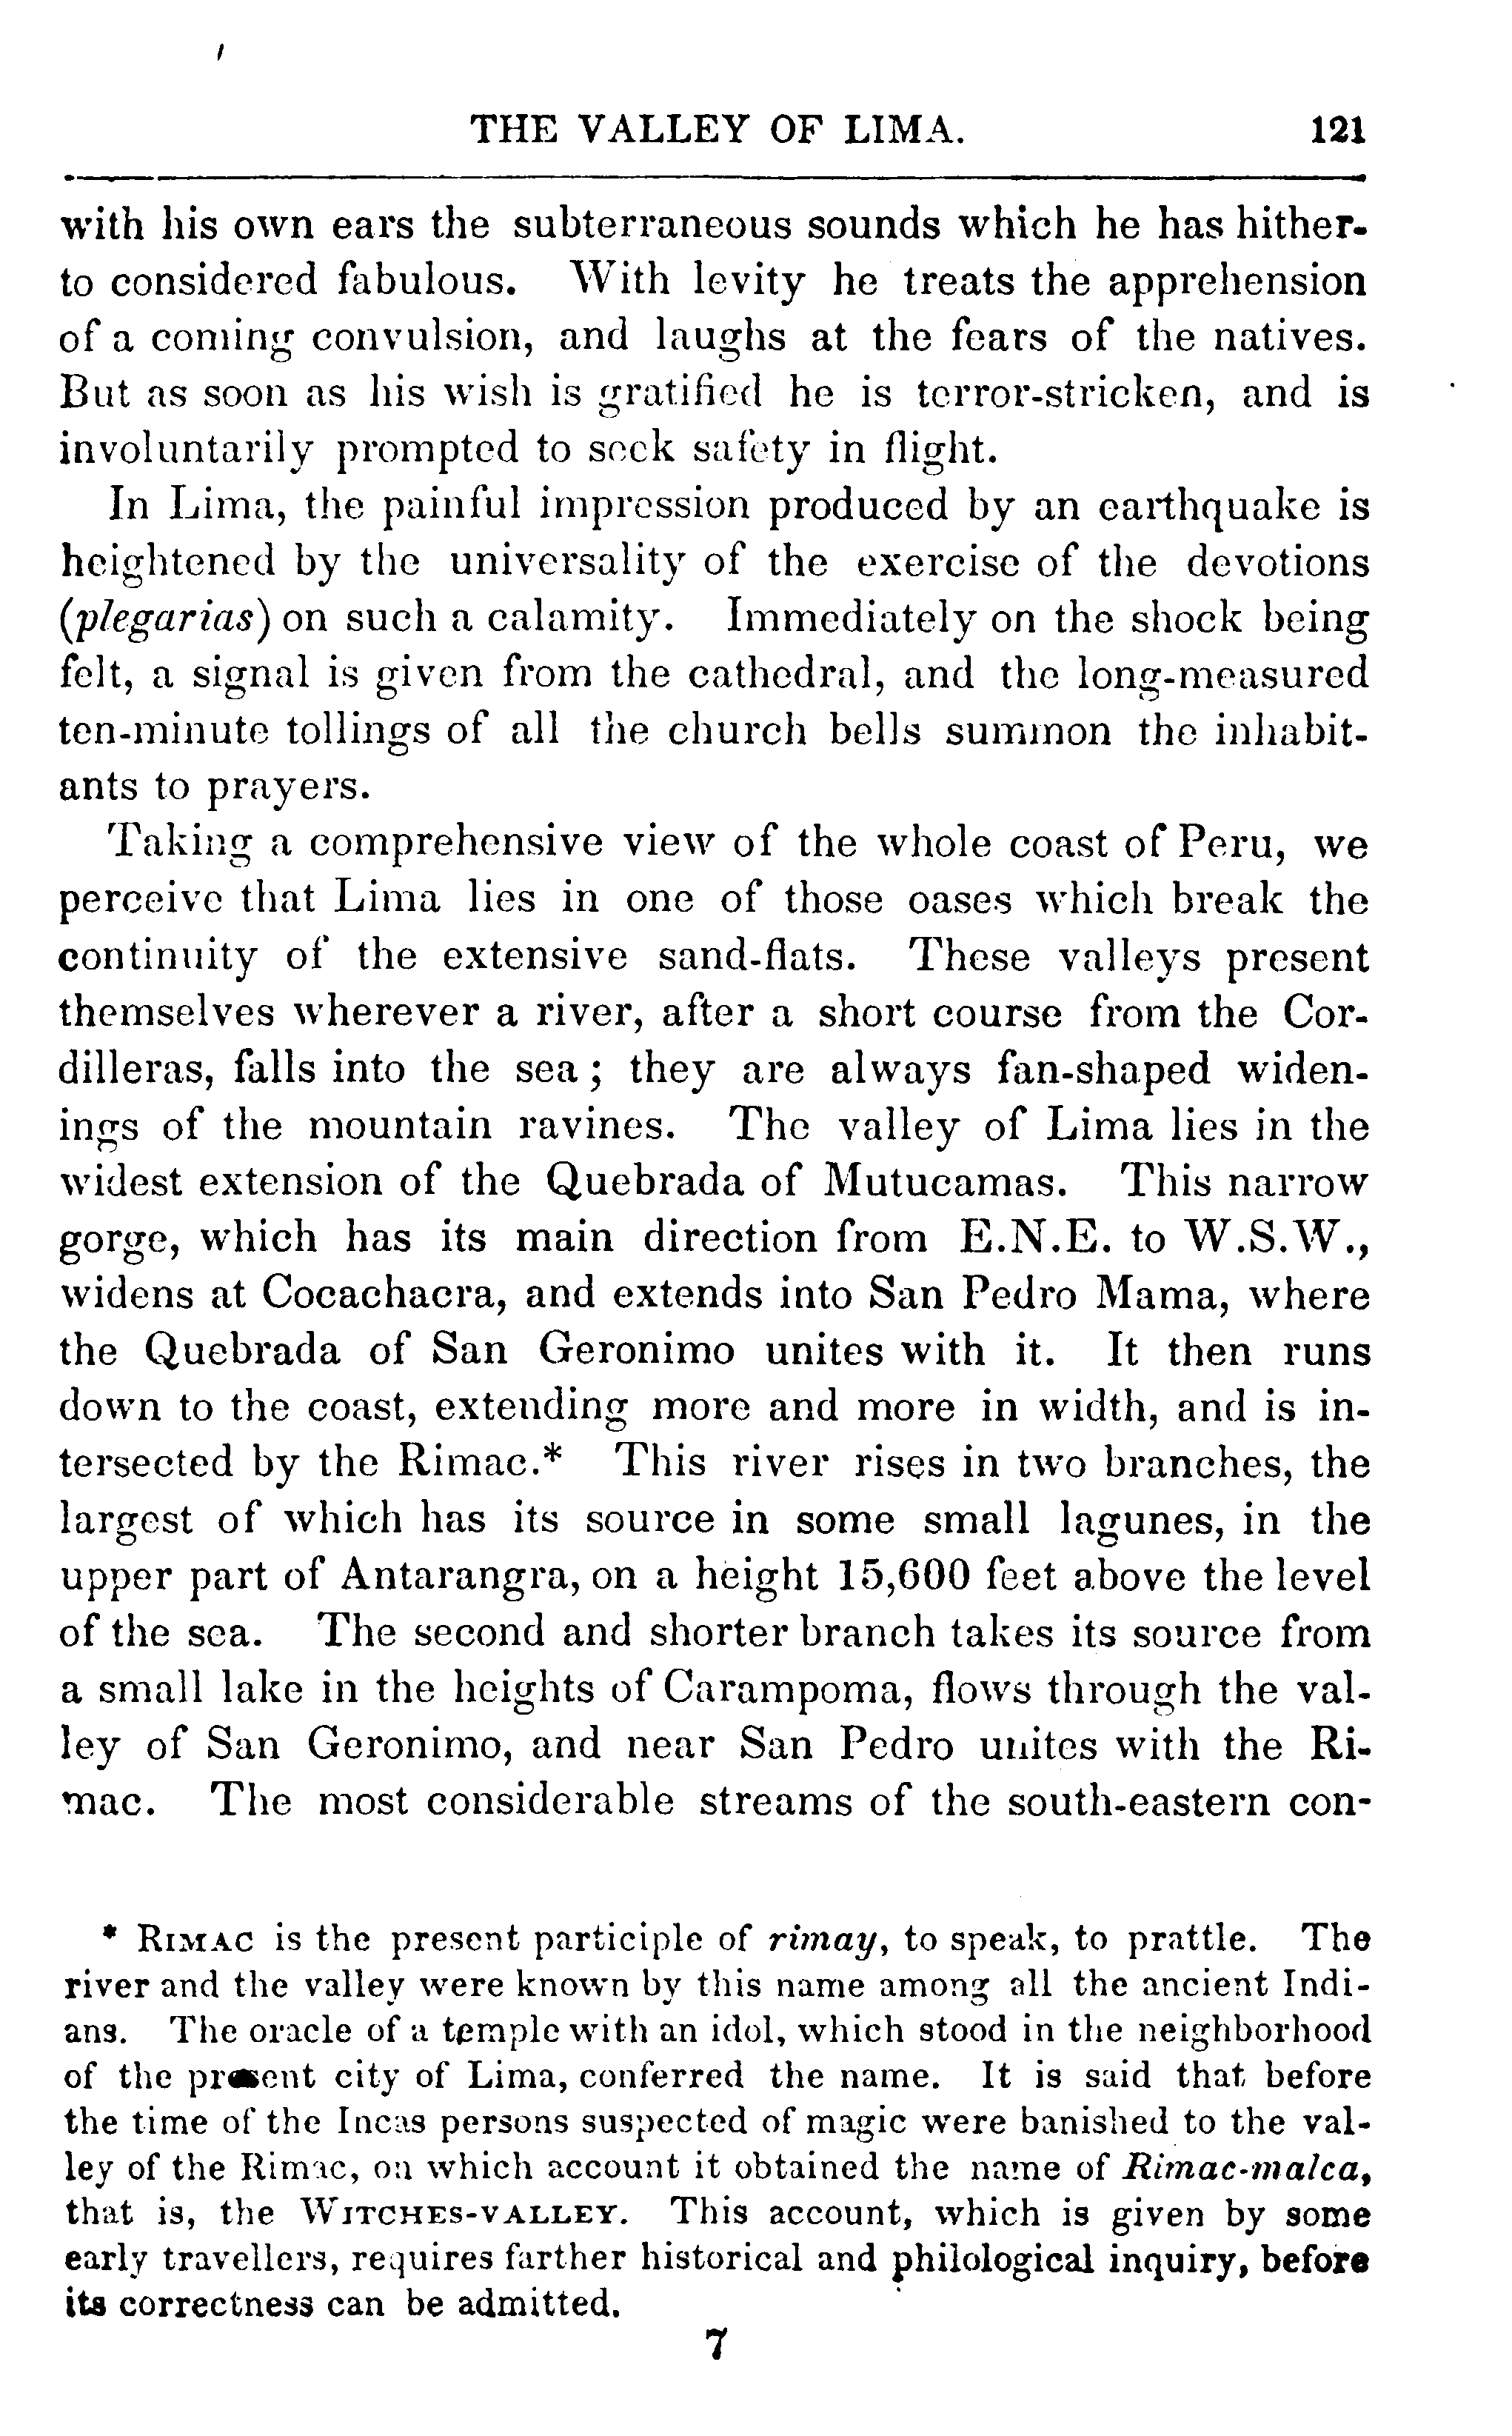 THE VALLEY OF LIMA. 121
with his own ears the subterraneous sounds which he has hither-
to considered fabulous. With levity he treats the apprehension
of a coming convulsion, and laughs at the fears of the natives.
But as soon as his wish is gratified he is terror-stricken, and is
involuntarily prompted to seek safety in flight.
In Lima, the painful impression produced by an earthquake is
heightened by the universality of the exercise of the devotions
(plegarias) on such a calamity. Immediately on the shock being
felt, a signal is given from the cathedral, and the long-measured
ten-minute tollings of all the church bells summon the inhabit-
ants to prayers.
Taking a comprehensive view of the whole coast of Peru, we
perceive that Lima lies in one of those oases which break the
continuity of the extensive sand-flats. These valleys present
themselves wherever a river, after a short course from the Cor-
dilleras, falls into the sea; they are always fan-shaped widen-
ings of the mountain ravines. The valley of Lima lies in the
widest extension of the Quebrada of Mutucamas. This narrow
gorge, which has its main direction from E.N.E. to W.S.W.,
widens at Cocachacra, and extends into San Pedro Mama, where
the Quebrada of San Geronimo unites with it. It then runs
down to the coast, extending more and more in width, and is in-
tersected by the Rimac.* This river rises in two branches, the
largest of which has its source in some small lagunes, in the
upper part of Antarangra, on a height 15,600 feet above the level
of the sea. The second and shorter branch takes its source from
a small lake in the heights of Carampoma, flows through the val-
ley of San Geronimo, and near San Pedro unites with the Ri-
mac. The most considerable streams of the south-eastern con-
* RIMAC is the present participle of rimay, to speak, to prattle. The
river and the valley were known by this name among all the ancient Indi-
ans. The oracle of a temple with an idol, which stood in the neighborhood
of the present city of Lima, conferred the name. It is said that before
the time of the Incas persons suspected of magic were banished to the val-
ley of the Rimac, on which account it obtained the name of Rimac-malca,
that is, the WITCHES-VALLEY. This account, which is given by some
early travellers, requires farther historical and philological inquiry, before
its correctness can be admitted.
7